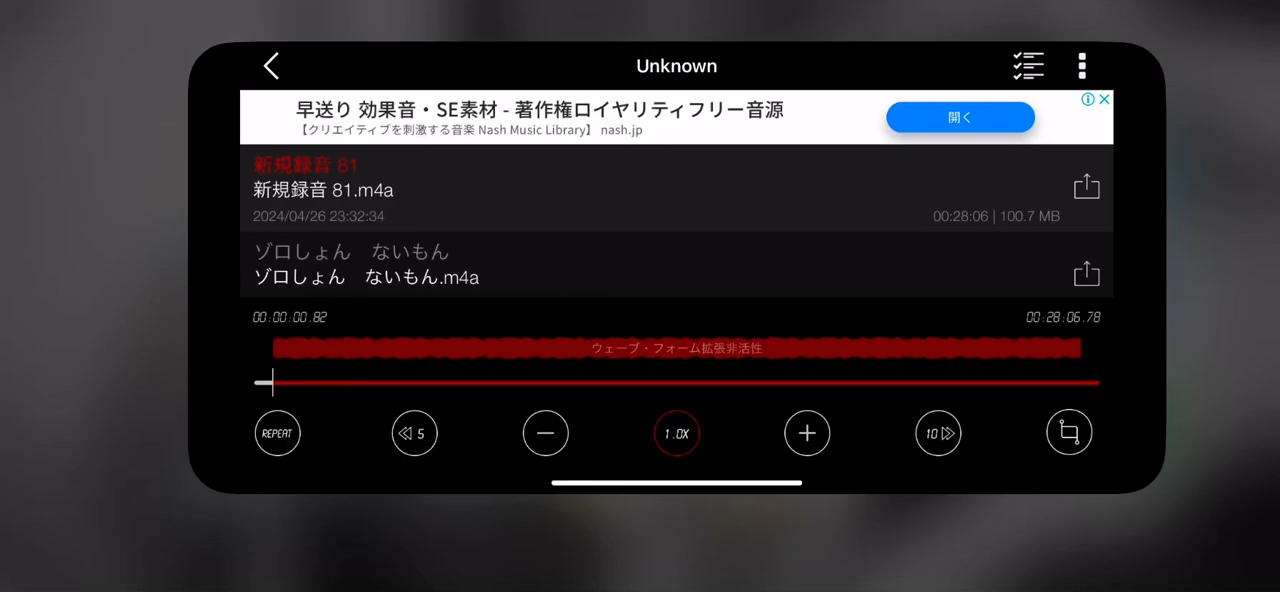 Unknown
早送り 効果音・SE素材 - 著作権ロイヤリティフリー音源
【クリエイティブを刺激する音楽 Nash Music Library】 nash.jp
開く
新規録音 81
新規録音 81.m4a
2024/04/26 23:32:34
00:28:06 | 100.7 MB
ゾロしょん　ないもん
ゾロしょん　ないもん.m4a
00:00:00.82
00:28:06.78
ウェーブ・フォーム拡張非活性
REPEAT
5
1.0X
10